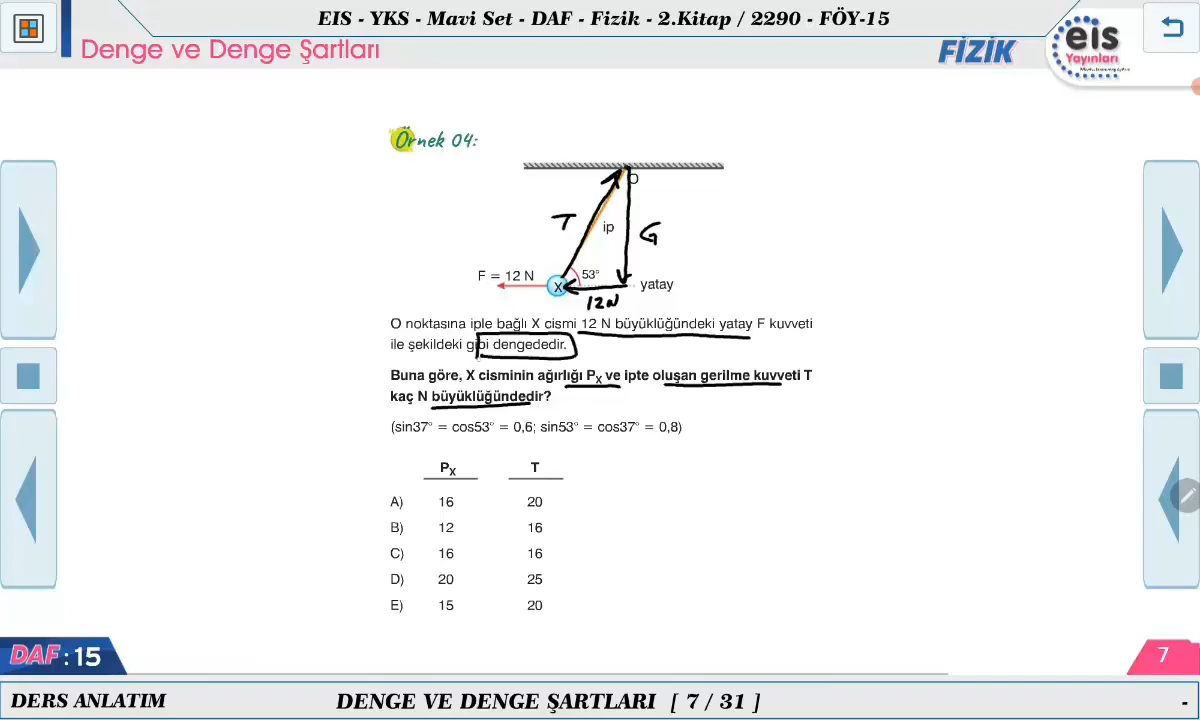 EIS - YKS - Mavi Set - DAF - Fizik - 2.Kitap / 2290 - FÖY-15
Denge ve Denge Şartları
FİZİK
eis
Yayınları
Örnek 04:
O
T
ip
G
F = 12 N
X
53°
yatay
12N
O noktasına iple bağlı X cismi 12 N büyüklüğündeki yatay F kuvveti
ile şekildeki gibi dengededir.
Buna göre, X cisminin ağırlığı PX ve ipte oluşan gerilme kuvveti T
kaç N büyüklüğündedir?
(sin37° = cos53° = 0,6; sin53° = cos37° = 0,8)
PX T
A) 16 20
B) 12 16
C) 16 16
D) 20 25
E) 15 20
DAF : 15
7
DERS ANLATIM
DENGE VE DENGE ŞARTLARI [ 7 / 31 ]
-